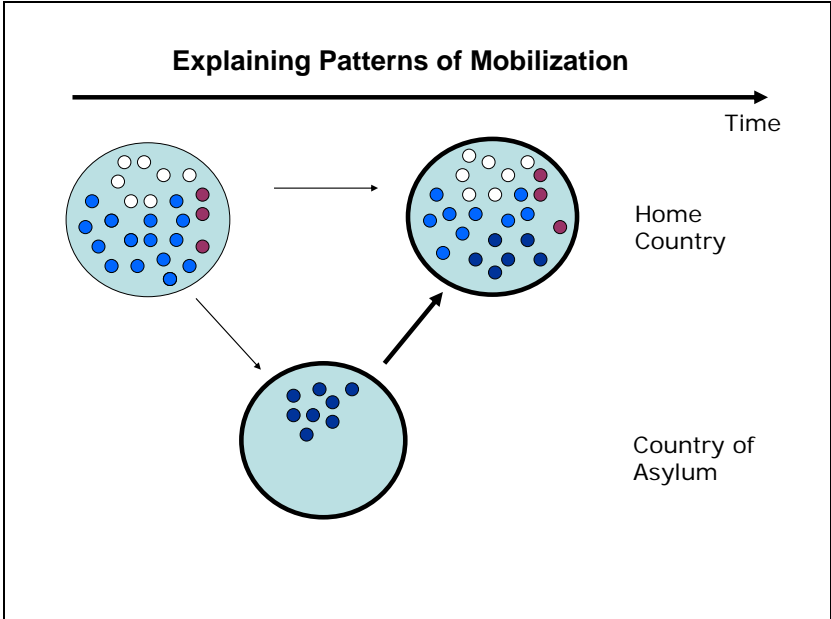 Explaining Patterns of Mobilization
Time
Home
Country
Country of
Asylum